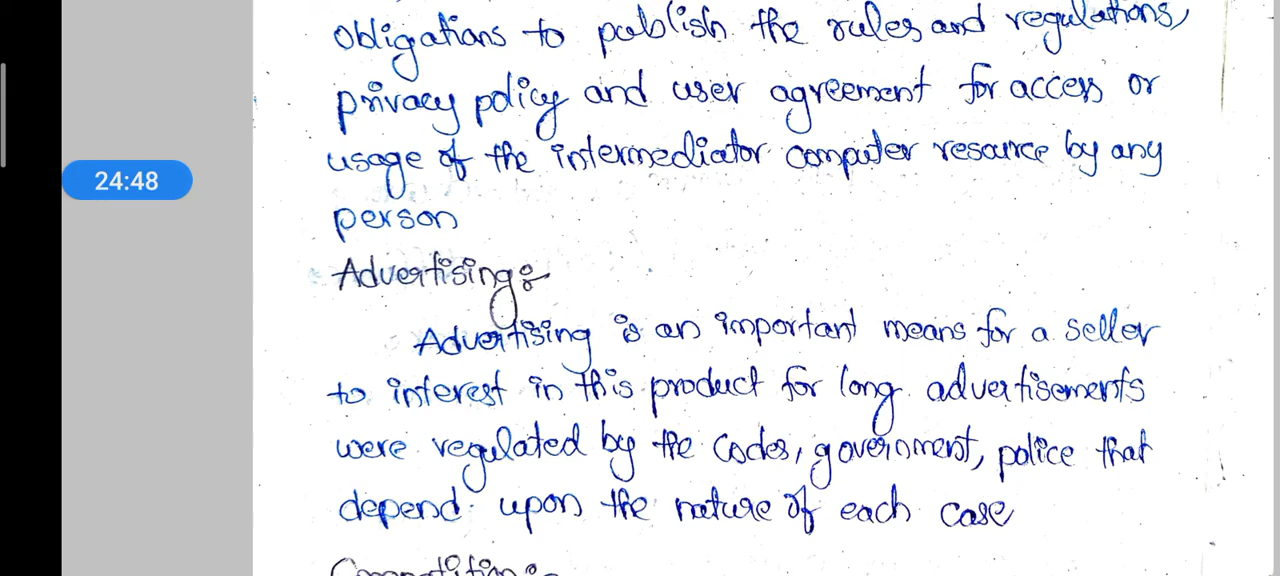 obligations to publish the rules and regulations,
privacy policy and user agreement for access or
usage of the intermediator computer resource by any
24:48
person
Advertising:-
Advertising is an important means for a seller
to interest in this product for long advertisements
were regulated by the codes, government, police that
depend upon the nature of each case